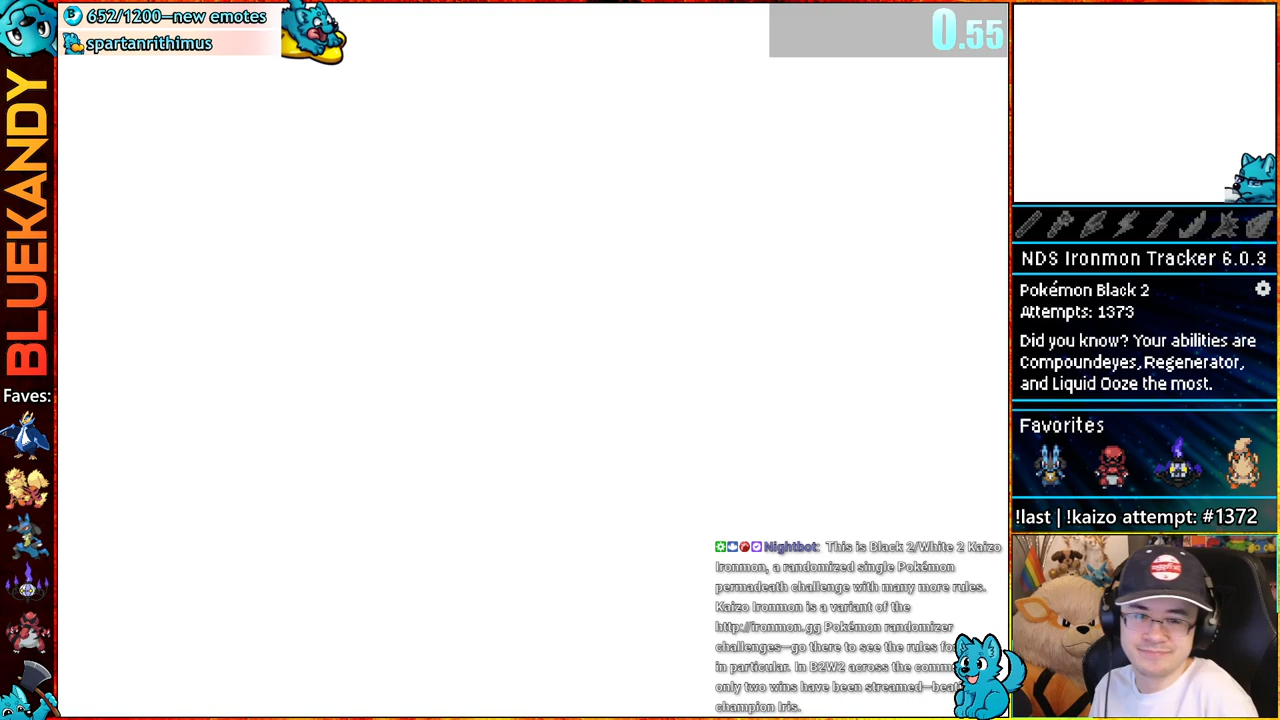 652/1200—new emotes
spartanrithimus
0.55
BLUEKANDY
Faves:
NDS Ironmon Tracker 6.0.3
Pokémon Black 2
Attempts: 1373
Did you know? Your abilities are
Compoundeyes, Regenerator,
and Liquid Ooze the most.
Favorites
!last | !kaizo attempt: #1372
Nightbot: This is Black 2/White 2 Kaizo
Ironmon, a randomized single Pokémon
permadeath challenge with many more rules.
Kaizo Ironmon is a variant of the
http://ironmon.gg Pokémon randomizer
challenges—go there to see the rules
in particular. In B2W2 across the
only two wins have been streamed—
champion Iris.